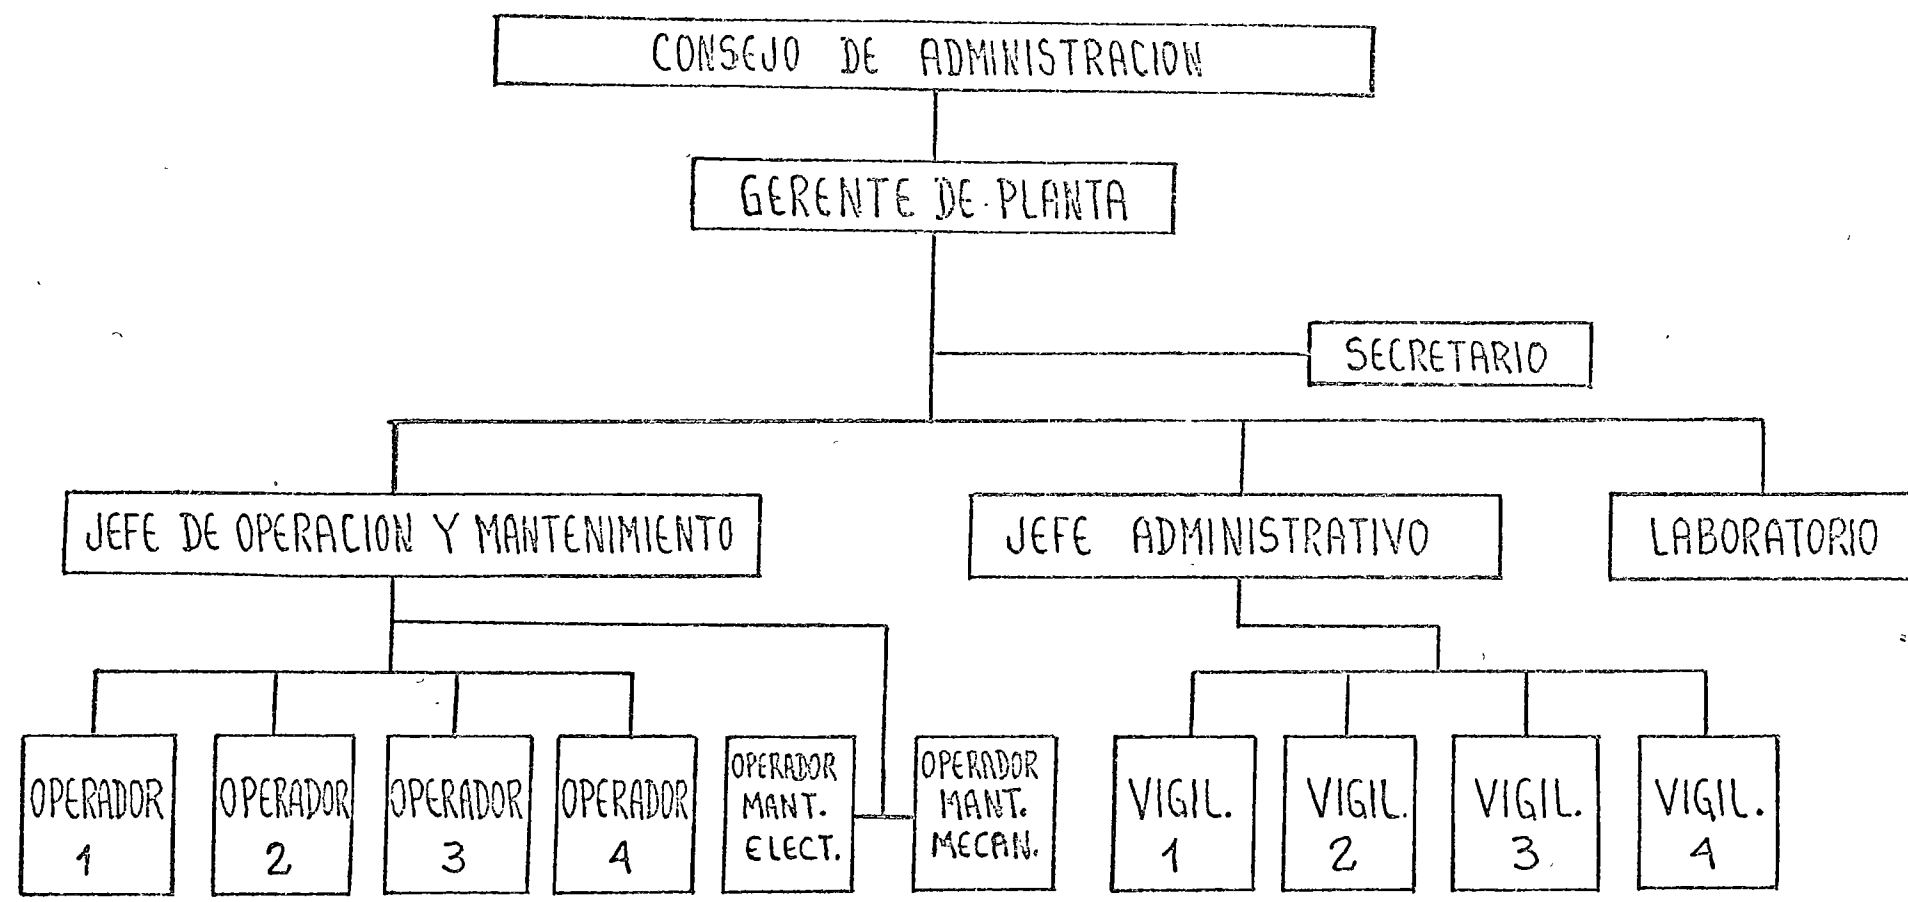 CONSEJO DE ADMINISTRACION
GERENTE DE PLANTA
SECRETARIO
JEFE DE OPERACION Y MANTENIMIENTO
JEFE ADMINISTRATIVO
LABORATORIO
OPERADOR
1
OPERADOR
2
OPERADOR
3
OPERADOR
4
OPERADOR
MANT.
ELECT.
OPERADOR
MANT.
MECAN.
VIGIL.
1
VIGIL.
2
VIGIL.
3
VIGIL.
4